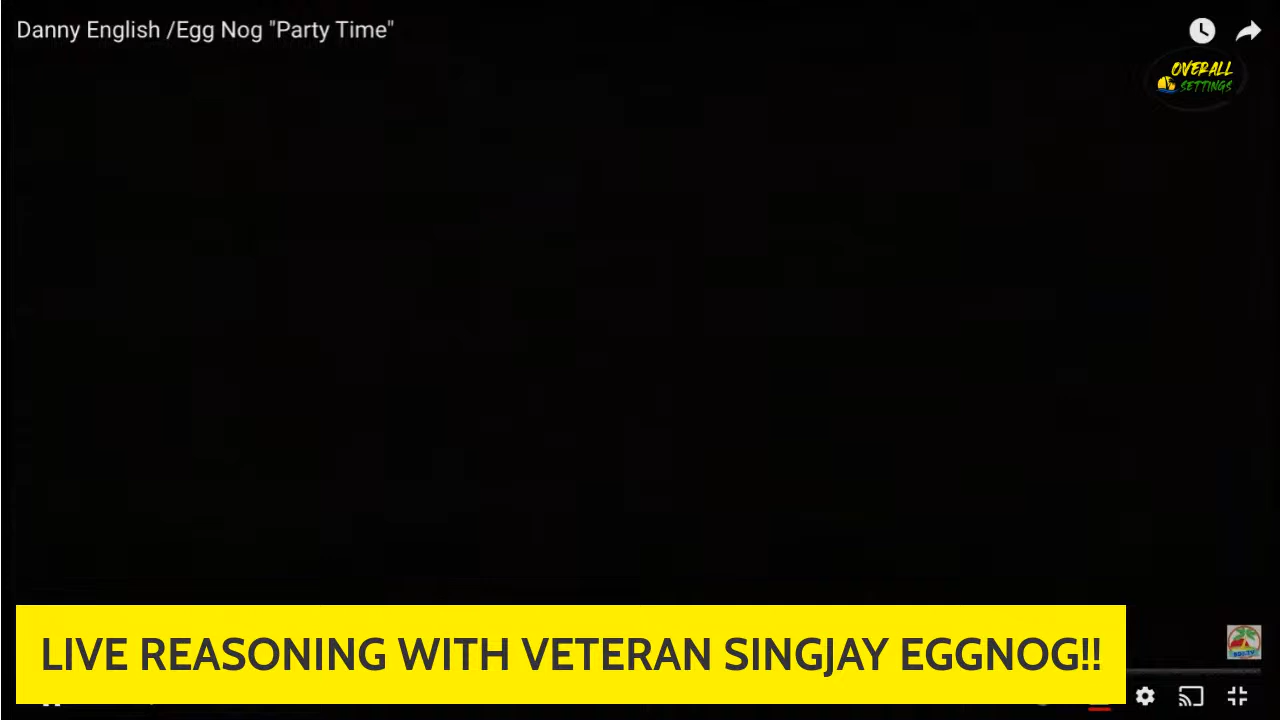 Danny English /Egg Nog "Party Time"
OVERALL
SETTINGS
LIVE REASONING WITH VETERAN SINGJAY EGGNOG!!